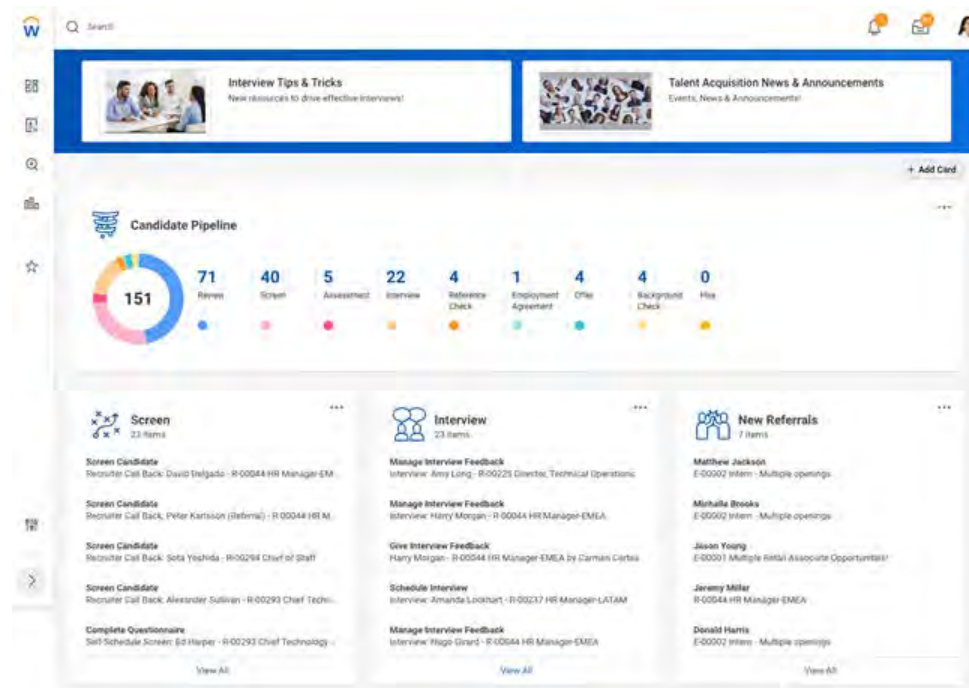 Search
Interview Tips & Tricks
New resources to drive effective interviews!
Talent Acquisition News & Announcements
Events, News & Announcements!
+ Add Card
Candidate Pipeline
151
71
Review
40
Screen
5
Assessment
22
Interview
4
Reference
Check
1
Employment
Agreement
4
Offer
4
Background
Check
0
Hire
Screen
23 items
Screen Candidate
Recruiter Call Back: David Delgado - R-00044 HR Manager-EM...
Screen Candidate
Recruiter Call Back: Peter Karlsson (Referral) - R-00044 HR M...
Screen Candidate
Recruiter Call Back: Sota Yoshida - R-00294 Chief of Staff
Screen Candidate
Recruiter Call Back: Alexander Sullivan - R-00293 Chief Techn...
Complete Questionnaire
Self-Schedule Screen: Ed Harper - R-00293 Chief Technology ...
View All
Interview
23 items
Manage Interview Feedback
Interview: Amy Long - R-00225 Director, Technical Operations
Manage Interview Feedback
Interview: Harry Morgan - R-00044 HR Manager-EMEA
Give Interview Feedback
Harry Morgan - R-00044 HR Manager-EMEA by Carmen Cortes
Schedule Interview
Interview: Amanda Lockhart - R-00237 HR Manager-LATAM
Manage Interview Feedback
Interview: Hugo Girard - R-00044 HR Manager-EMEA
View All
New Referrals
7 items
Matthew Jackson
E-00002 Intern - Multiple openings
Brooks
E-00002 Intern - Multiple openings
Jason Young
E-00001 Multiple Retail Associate Opportunities!
Jeremy Miller
R-00044 HR Manager-EMEA
Donald Harris
E-00002 Intern - Multiple openings
View All